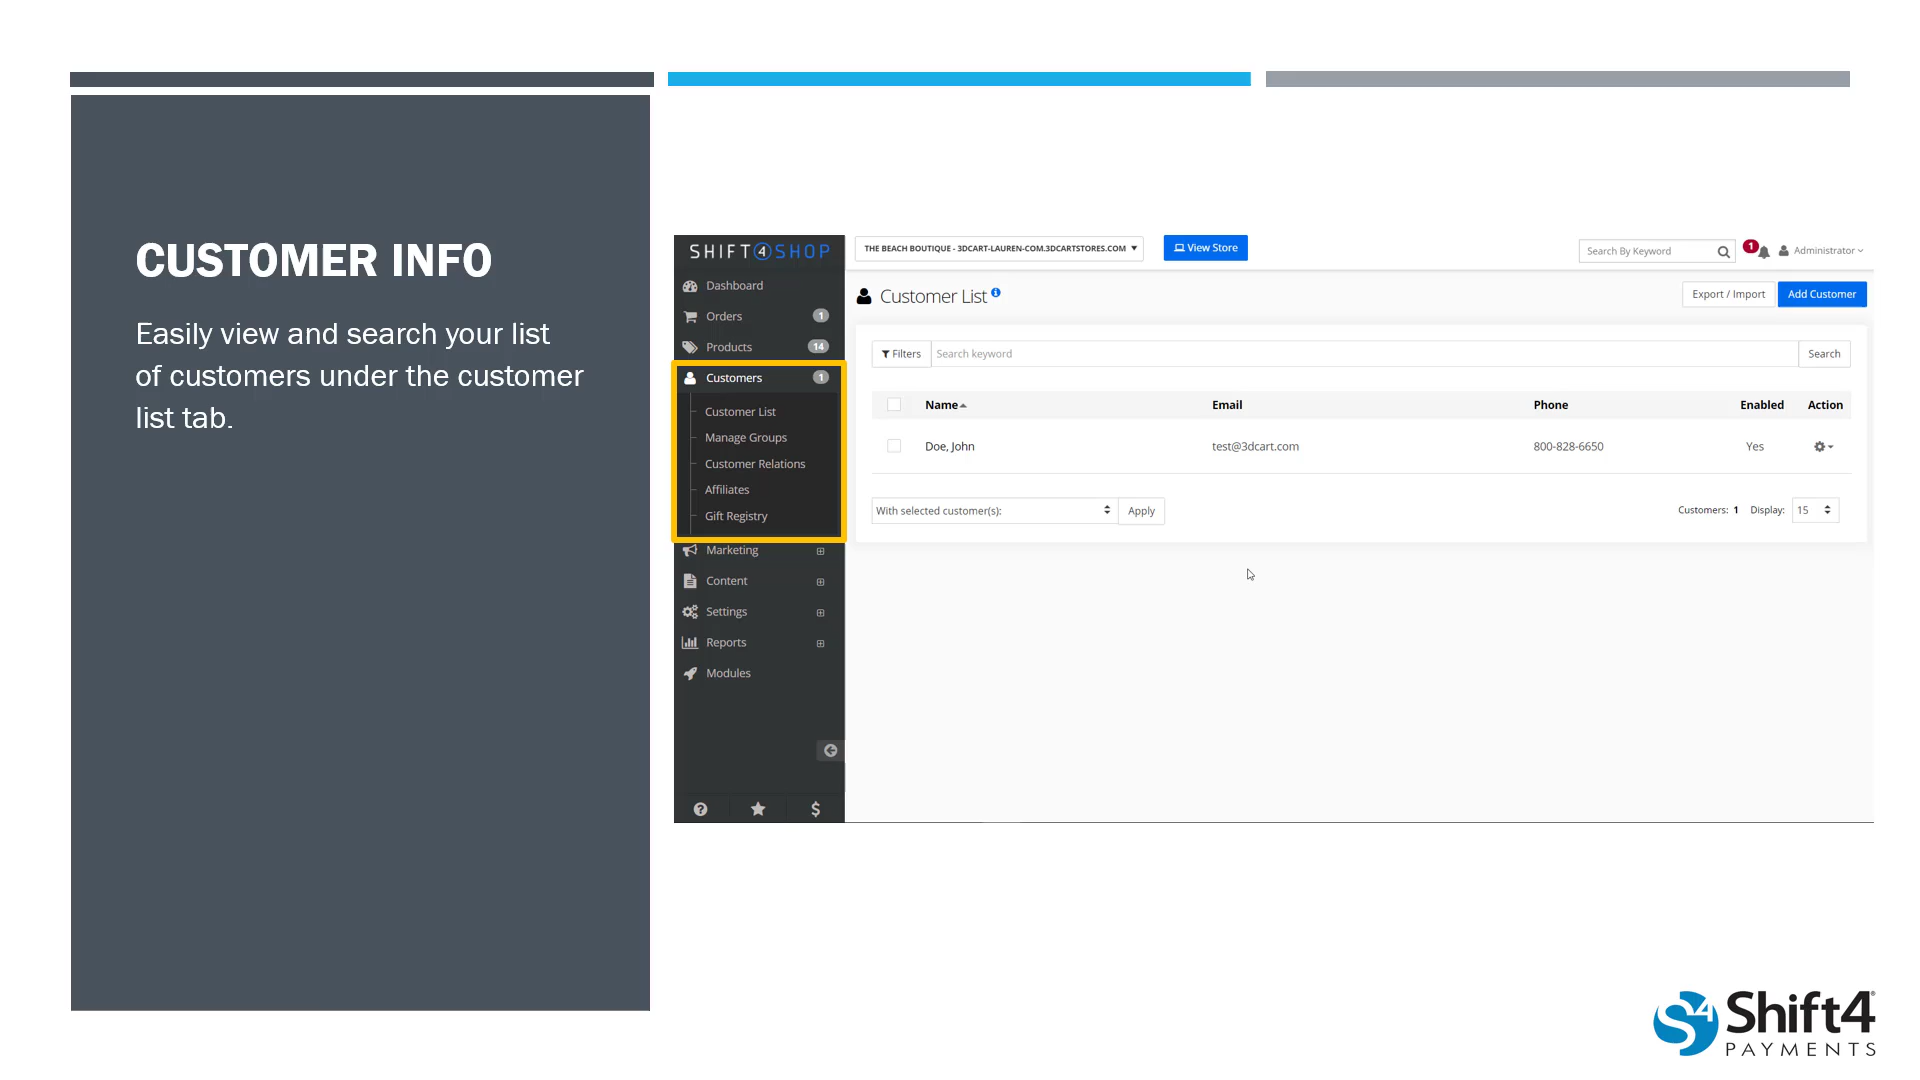 CUSTOMER INFO
Easily view and search your list
of customers under the customer
list tab.
SHIFT4SHOP
THE BEACH BOUTIQUE - 3DCART-LAUREN-COM.3DCARTSTORES.COM
View Store
Search By Keyword
1
Administrator
Dashboard
Orders 1
Products 14
Customers 1
Customer List
Manage Groups
Customer Relations
Affiliates
Gift Registry
Marketing
Content
Settings
Reports
Modules
Customer List
Export / Import
Add Customer
Filters
Search keyword
Search
Name Email Phone Enabled Action
Doe, John test@3dcart.com 800-828-6650 Yes
With selected customer(s):
Apply
Customers: 1 Display: 15
S4 Shift4®
PAYMENTS